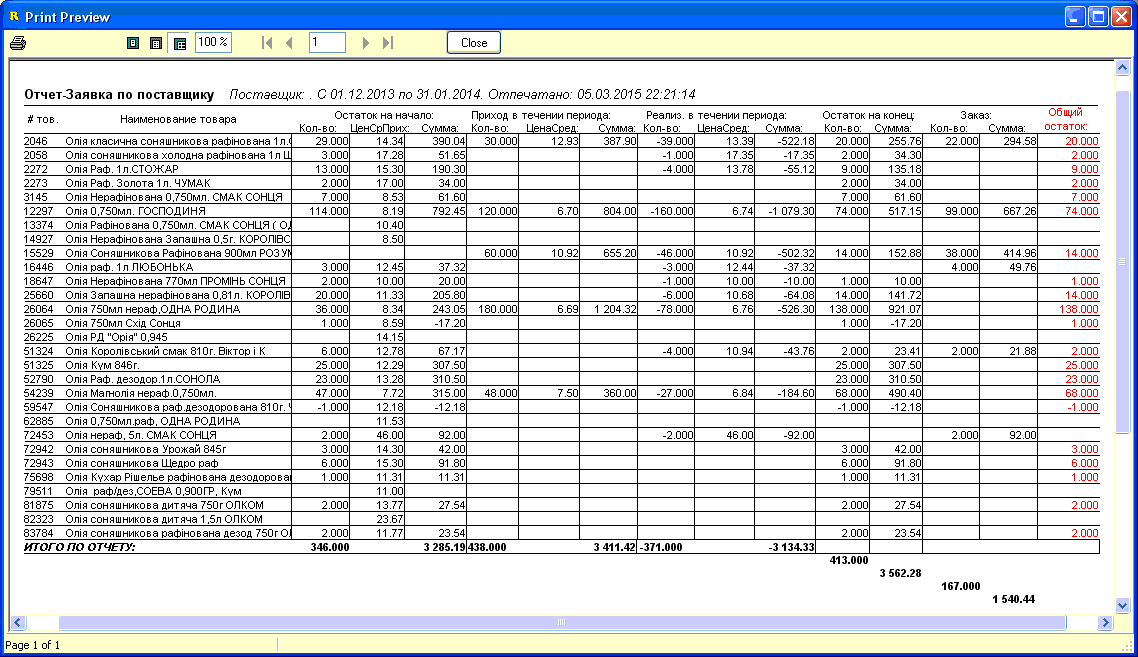 R Print Preview
100 % 1 Close
Отчет-Заявка по поставщику Поставщик: . С 01.12.2013 по 31.01.2014. Отпечатано: 05.03.2015 22:21:14
# тов. Наименование товара Остаток на начало: Приход в течении периода: Реализ. в течении периода: Остаток на конец: Заказ: Общий остаток:
Кол-во: ЦенСрПрих: Сумма: Кол-во: ЦенаСред: Сумма: Кол-во: ЦенаСред: Сумма: Кол-во: Сумма: Кол-во: Сумма:
2046 Олія класична соняшникова рафінована 1л. 29.000 14.34 390.04 30.000 12.93 387.90 -39.000 13.39 -522.18 20.000 255.76 22.000 294.58 20.000
2058 Олія соняшникова холодна рафінована 1л Щ 3.000 17.28 51.65 -1.000 17.35 -17.35 2.000 34.30 2.000
2272 Олія Раф. 1л.СТОЖАР 13.000 15.30 190.30 -4.000 13.78 -55.12 9.000 135.18 9.000
2273 Олія Раф. Золота 1л. ЧУМАК 2.000 17.00 34.00 2.000 34.00 2.000
3145 Олія Нерафінована 0,750мл. СМАК СОНЦЯ 7.000 8.53 61.60 7.000 61.60 7.000
12297 Олія 0,750мл. ГОСПОДИНЯ 114.000 8.19 792.45 120.000 6.70 804.00 -160.000 6.74 -1 079.30 74.000 517.15 99.000 667.26 74.000
13374 Олія Рафінована 0,750мл. СМАК СОНЦЯ ( ОД 10.40
14927 Олія Нерафінована Запашна 0,5г. КОРОЛІВС 8.50
15529 Олія Соняшникова Рафінована 900мл РОЗУМ 60.000 10.92 655.20 -46.000 10.92 -502.32 14.000 152.88 38.000 414.96 14.000
16446 Олія раф. 1л ЛЮБОНЬКА 3.000 12.45 37.32 -3.000 12.44 -37.32 4.000 49.76
18647 Олія Нерафінована 770мл ПРОМІНЬ СОНЦЯ 2.000 10.00 20.00 -1.000 10.00 -10.00 1.000 10.00 1.000
25660 Олія Запашна нерафінована 0,81л. КОРОЛІВ 20.000 11.33 205.80 -6.000 10.68 -64.08 14.000 141.72 14.000
26064 Олія 750мл нераф,ОДНА РОДИНА 36.000 8.34 243.05 180.000 6.69 1 204.32 -78.000 6.76 -526.30 138.000 921.07 138.000
26065 Олія 750мл Схід Сонця 1.000 8.59 -17.20 1.000 -17.20 1.000
26225 Олія РД "Орія" 0,945 14.15
51324 Олія Королівський смак 810г. Віктор і К 6.000 12.78 67.17 -4.000 10.94 -43.76 2.000 23.41 2.000 21.88 2.000
51325 Олія Кум 846г. 25.000 12.29 307.50 25.000 307.50 25.000
52790 Олія Раф. дезодор.1л.СОНОЛА 23.000 13.28 310.50 23.000 310.50 23.000
54239 Олія Магнолія нераф.0,750мл. 47.000 7.72 315.00 48.000 7.50 360.00 -27.000 6.84 -184.60 68.000 490.40 68.000
59547 Олія Соняшникова раф.дезодорована 810г. -1.000 12.18 -12.18 -1.000 -12.18 -1.000
62885 Олія 0,750мл.раф, ОДНА РОДИНА 11.53
72453 Олія нераф, 5л. СМАК СОНЦЯ 2.000 46.00 92.00 -2.000 46.00 -92.00 2.000 92.00
72942 Олія соняшникова Урожай 845г 3.000 14.30 42.00 3.000 42.00 3.000
72943 Олія соняшникова Щедро раф 6.000 15.30 91.80 6.000 91.80 6.000
75698 Олія Кухар Рішельє рафінована дезодорован 1.000 11.31 11.31 1.000 11.31 1.000
79511 Олія раф/дез,СОЕВА 0,900ГР, Кум 11.00
81875 Олія соняшникова дитяча 750г ОЛКОМ 2.000 13.77 27.54 2.000 27.54 2.000
82323 Олія соняшникова дитяча 1,5л ОЛКОМ 23.67
83784 Олія соняшникова рафінована дезод 750г ОЛ 2.000 11.77 23.54 2.000 23.54 2.000
ИТОГО ПО ОТЧЕТУ: 346.000 3 285.19 438.000 3 411.42 -371.000 -3 134.33
413.000
3 562.28
167.000
1 540.44
Page 1 of 1